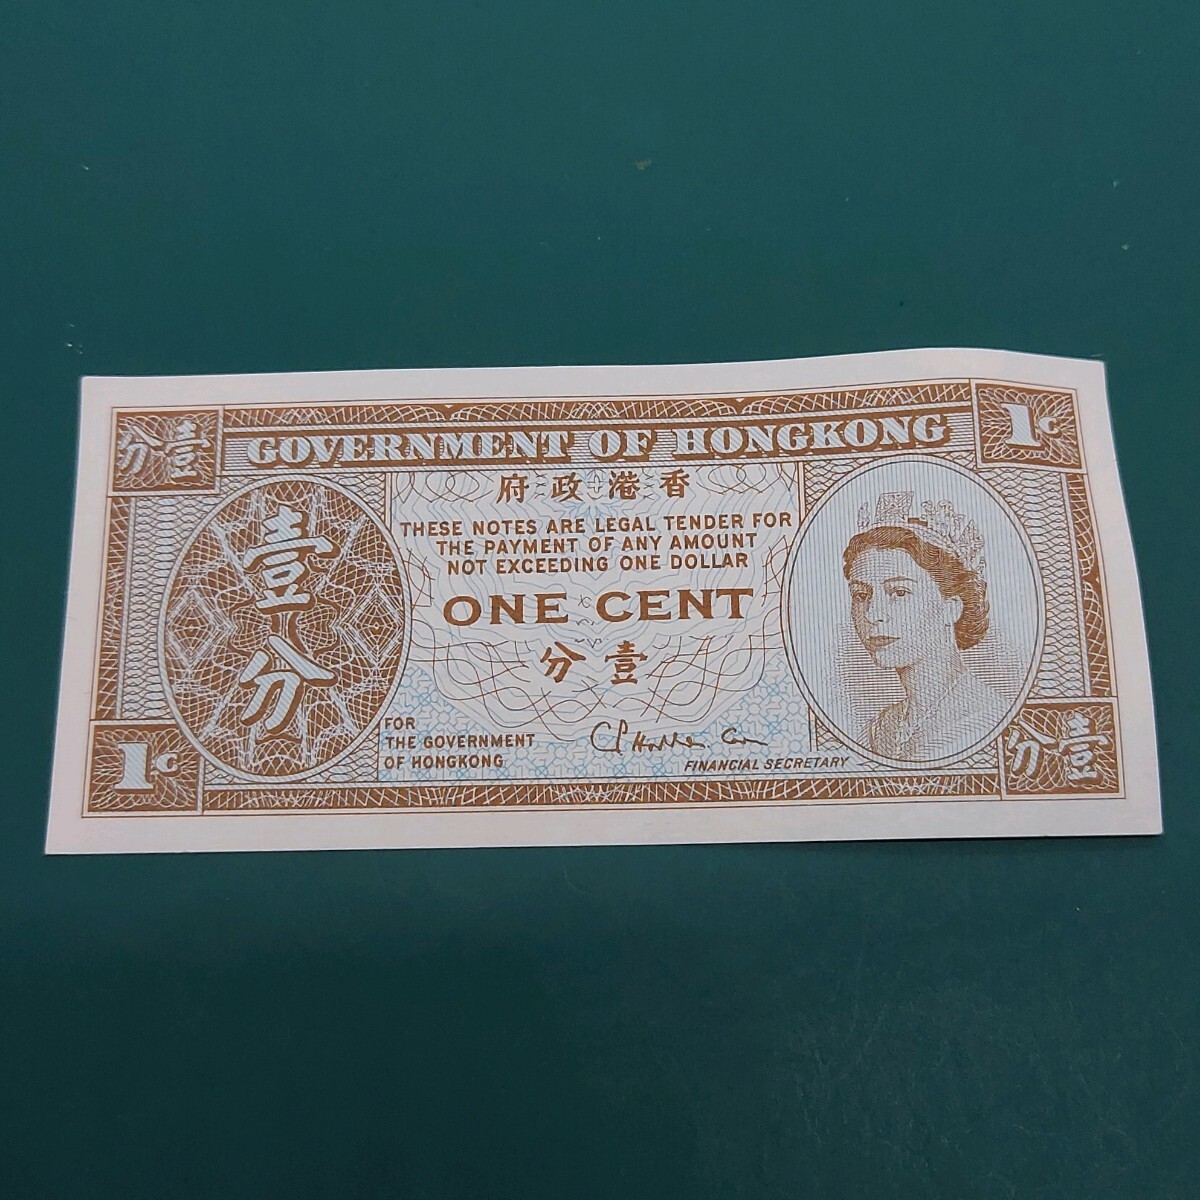 分壹
GOVERNMENT OF HONGKONG
1C
府政港香
壹
分
THESE NOTES ARE LEGAL TENDER FOR
THE PAYMENT OF ANY AMOUNT
NOT EXCEEDING ONE DOLLAR
ONE CENT
分壹
FOR
THE GOVERNMENT
OF HONGKONG
FINANCIAL SECRETARY
1C
分壹